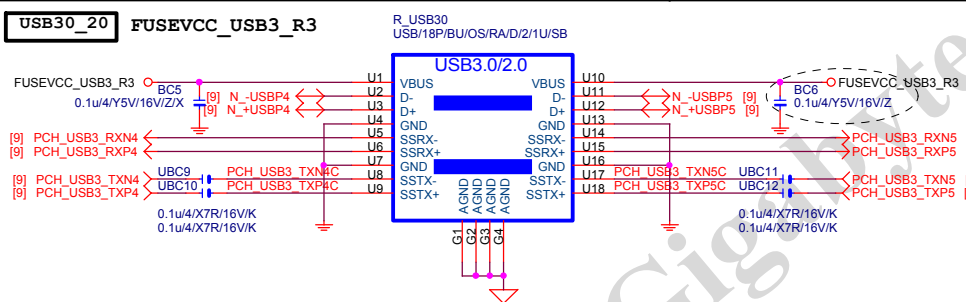 USB30_20 FUSEVCC_USB3_R3
R_USB30
USB/18P/BU/OS/RA/D/2/1U/SB
USB3.0/2.0
FUSEVCC_USB3_R3 U1 VBUS VBUS U10 FUSEVCC_USB3_R3
BC5 [9] N_-USBP4 U2 D- D- U11 N_-USBP5 [9] BC6
0.1u/4/Y5V/16V/Z/X [9] N_+USBP4 U3 D+ D+ U12 N_+USBP5 [9] 0.1u/4/Y5V/16V/Z
U4 GND GND U13
[9] PCH_USB3_RXN4 U5 SSRX- SSRX- U14 PCH_USB3_RXN5
[9] PCH_USB3_RXP4 U6 SSRX+ SSRX+ U15 PCH_USB3_RXP5
U7 GND GND U16
[9] PCH_USB3_TXN4 UBC9 PCH_USB3_TXN4C U8 SSTX- SSTX- U17 PCH_USB3_TXN5C UBC11 PCH_USB3_TXN5
[9] PCH_USB3_TXP4 UBC10 PCH_USB3_TXP4C U9 SSTX+ SSTX+ U18 PCH_USB3_TXP5C UBC12 PCH_USB3_TXP5 [
AGND AGND AGND AGND
0.1u/4/X7R/16V/K 0.1u/4/X7R/16V/K
0.1u/4/X7R/16V/K 0.1u/4/X7R/16V/K
G1 G2 G3 G4
Gigabyte